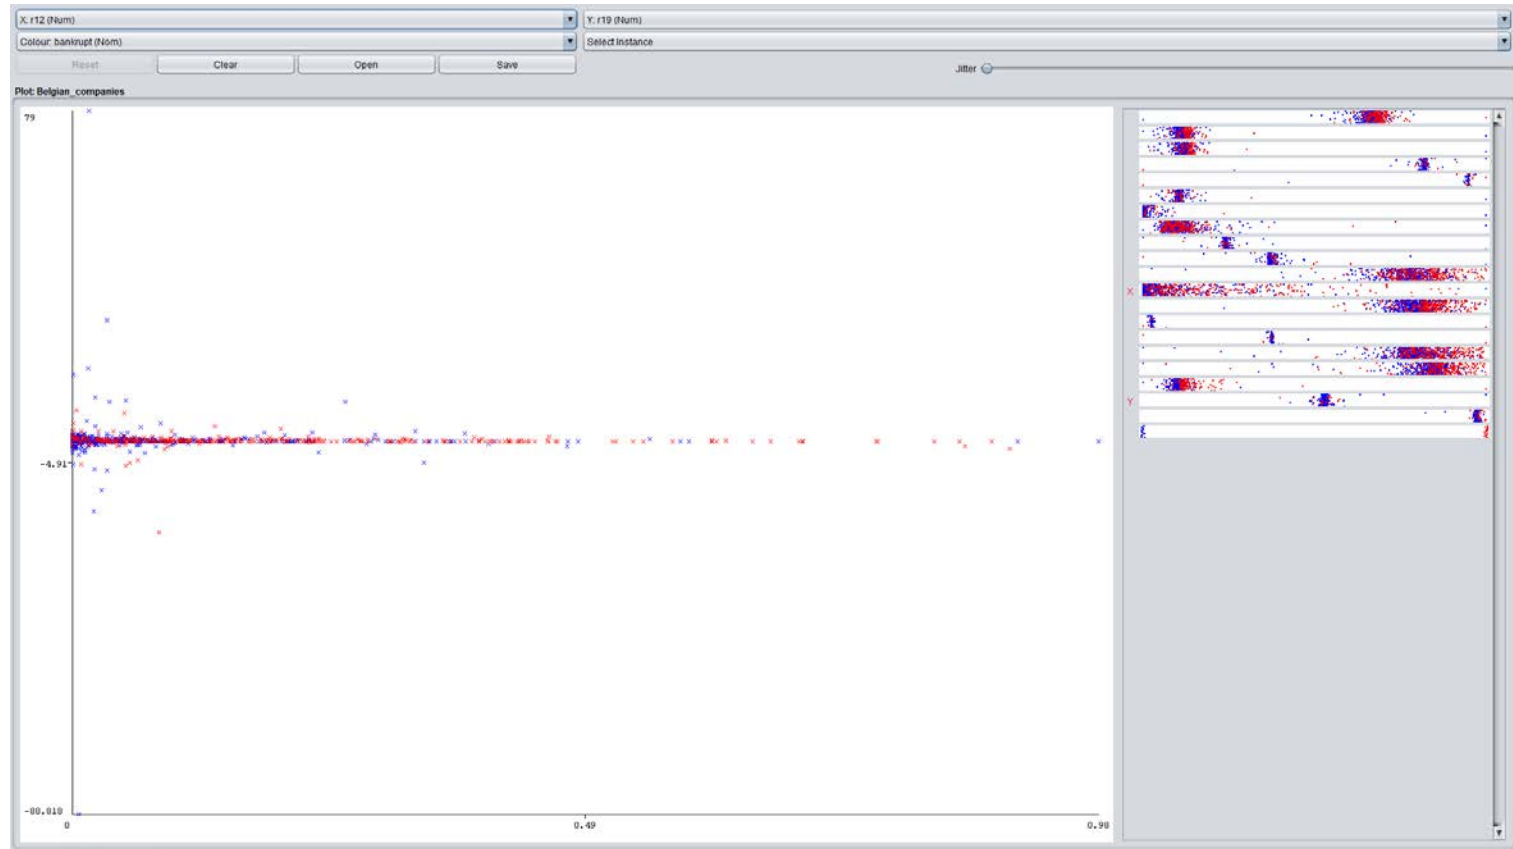 X: r12 (Num)
Y: r19 (Num)
Colour: bankrupt (Nom)
Select Instance
Reset
Clear
Open
Save
Jitter
Plot: Belgian_companies
79
-4.91
-88.818
0
0.49
0.98
X
Y